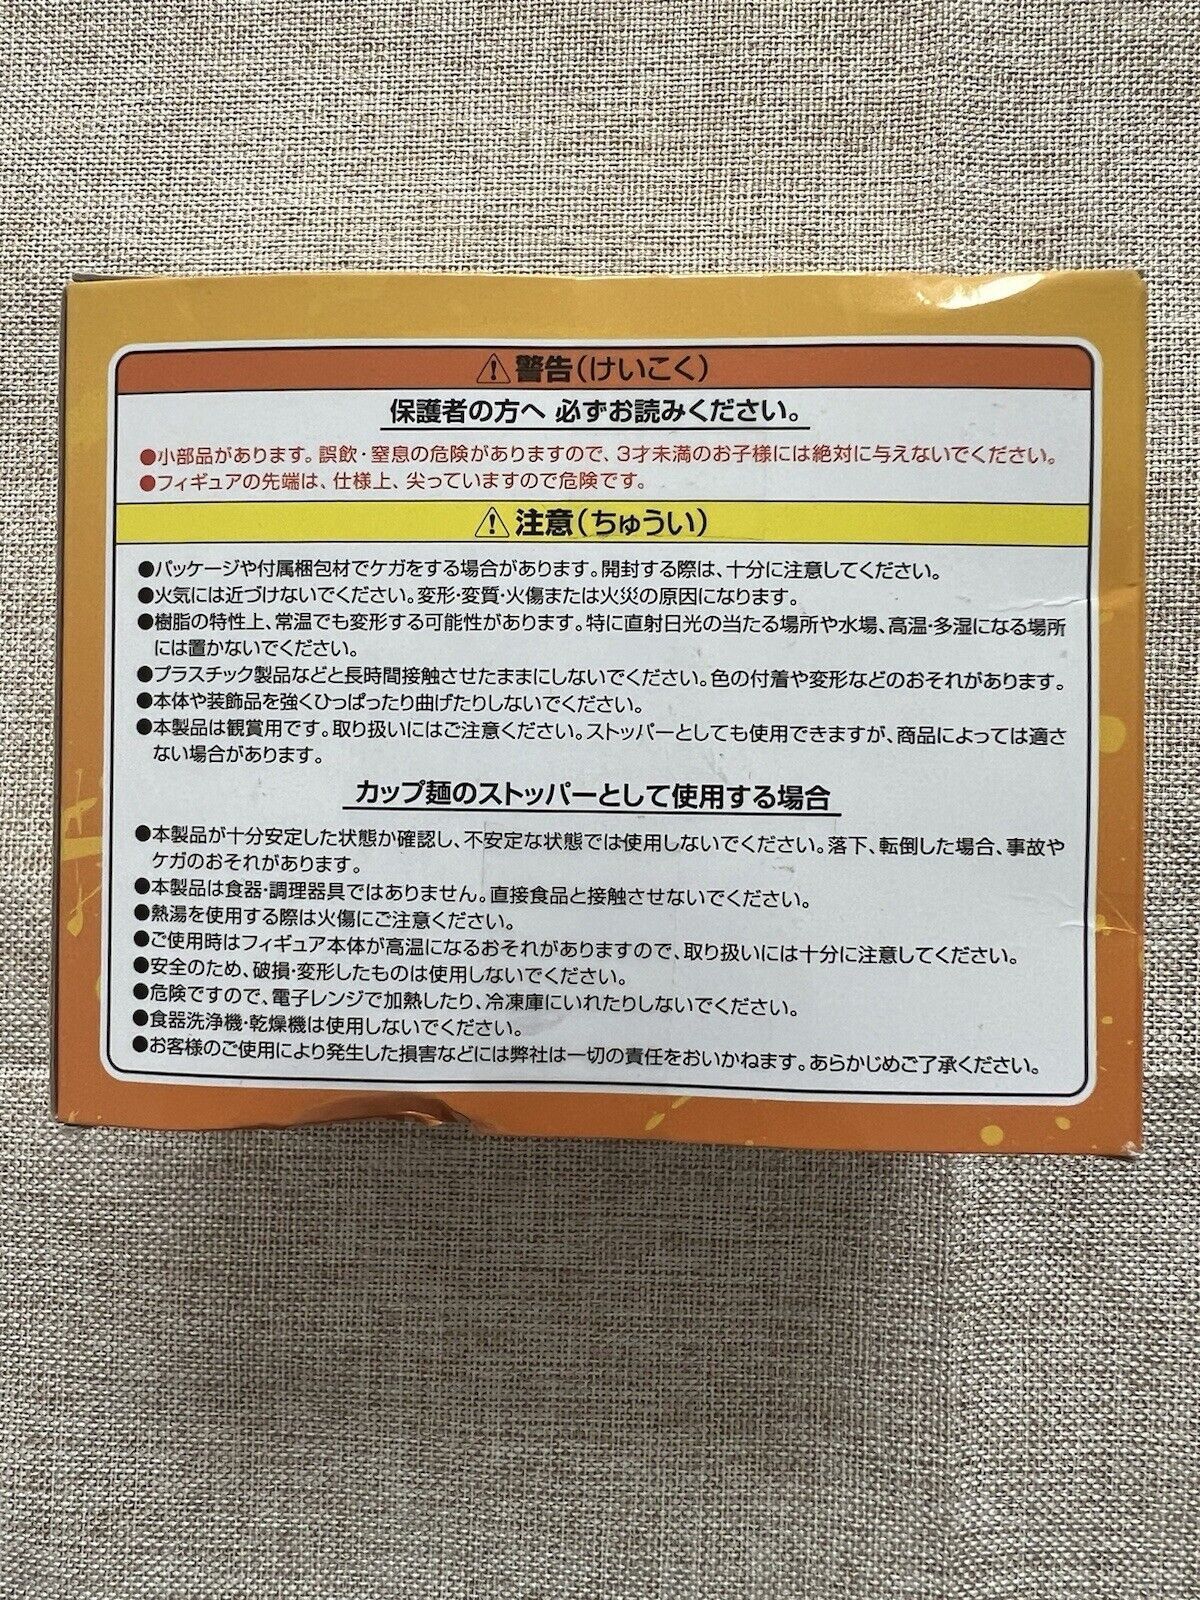 ⚠警告(けいこく)
保護者の方へ 必ずお読みください。
●小部品があります。誤飲・窒息の危険がありますので、3才未満のお子様には絶対に与えないでください。
●フィギュアの先端は、仕様上、尖っていますので危険です。
⚠注意(ちゅうい)
●パッケージや付属梱包材でケガをする場合があります。開封する際は、十分に注意してください。
●火気には近づけないでください。変形・変質・火傷または火災の原因になります。
●樹脂の特性上、常温でも変形する可能性があります。特に直射日光の当たる場所や水場、高温・多湿になる場所
には置かないでください。
●プラスチック製品などと長時間接触させたままにしないでください。色の付着や変形などのおそれがあります。
●本体や装飾品を強くひっぱったり曲げたりしないでください。
●本製品は観賞用です。取り扱いにはご注意ください。ストッパーとしても使用できますが、商品によっては適さ
ない場合があります。
カップ麺のストッパーとして使用する場合
●本製品が十分安定した状態か確認し、不安定な状態では使用しないでください。落下、転倒した場合、事故や
ケガのおそれがあります。
●本製品は食器・調理器具ではありません。直接食品と接触させないでください。
●熱湯を使用する際は火傷にご注意ください。
●ご使用時はフィギュア本体が高温になるおそれがありますので、取り扱いには十分に注意してください。
●安全のため、破損・変形したものは使用しないでください。
●危険ですので、電子レンジで加熱したり、冷凍庫にいれたりしないでください。
●食器洗浄機・乾燥機は使用しないでください。
●お客様のご使用により発生した損害などには弊社は一切の責任をおいかねます。あらかじめご了承ください。